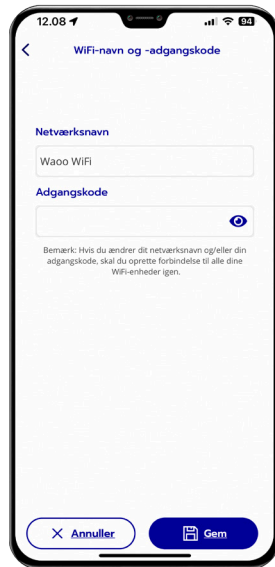 12.08
94
WiFi-navn og -adgangskode
Netværksnavn
Waoo WiFi
Adgangskode
Bemærk: Hvis du ændrer dit netværksnavn og/eller din
adgangskode, skal du oprette forbindelse til alle dine
WiFi-enheder igen.
Annuller
Gem